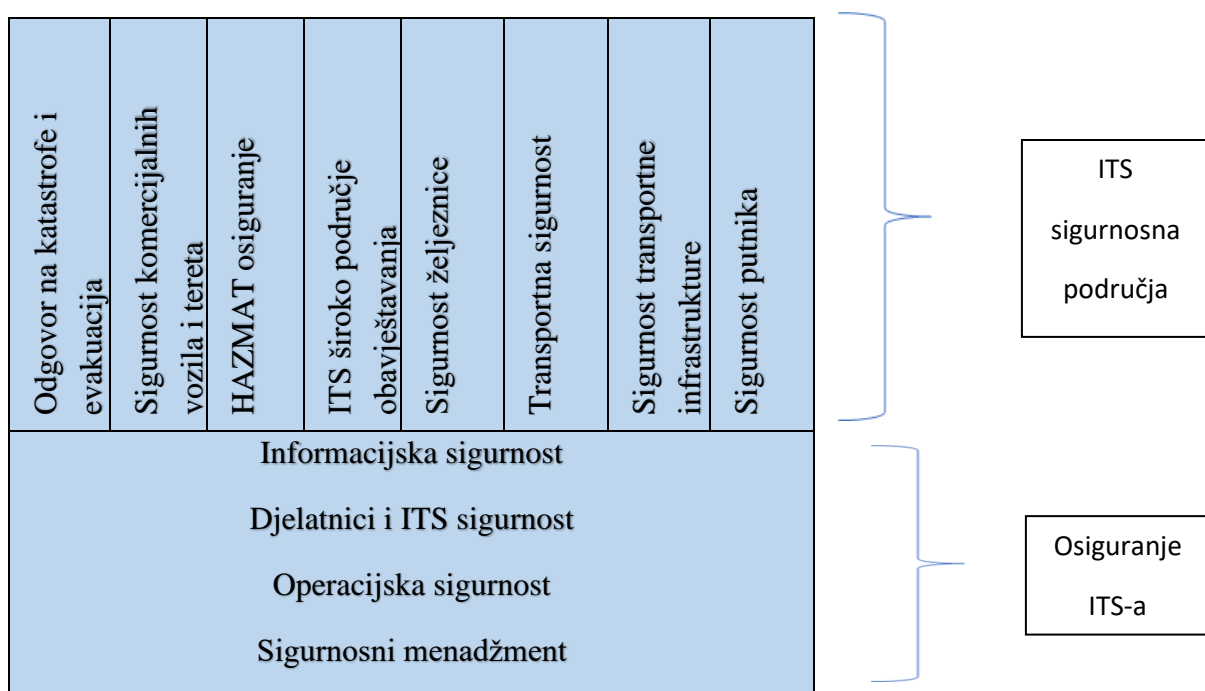 Odgovor na katastrofe i
evakuacija
Sigurnost komercijalnih
vozila i tereta
HAZMAT osiguranje
ITS široko područje
obavještavanja
Sigurnost željeznice
Transportna sigurnost
Sigurnost transportne
infrastrukture
Sigurnost putnika
ITS
sigurnosna
područja
Informacijska sigurnost
Djelatnici i ITS sigurnost
Operacijska sigurnost
Sigurnosni menadžment
Osiguranje
ITS-a